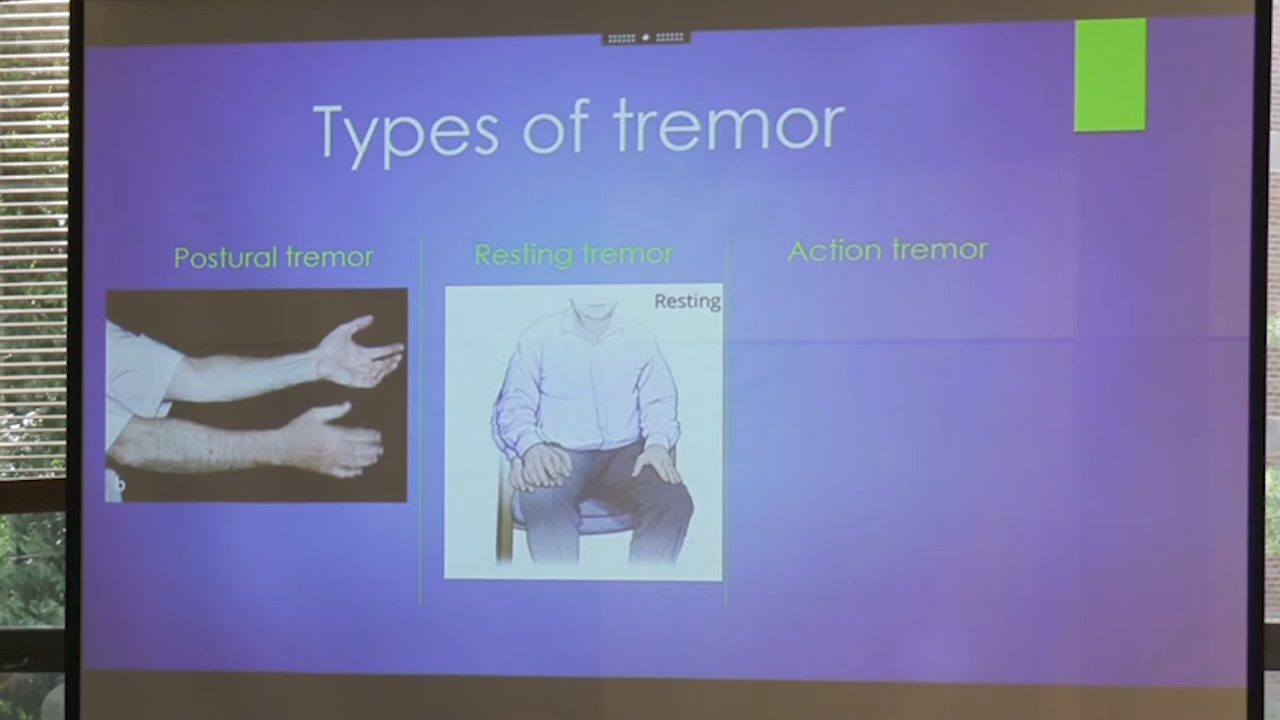 Types of tremor
Postural tremor
Resting tremor
Action tremor
Resting